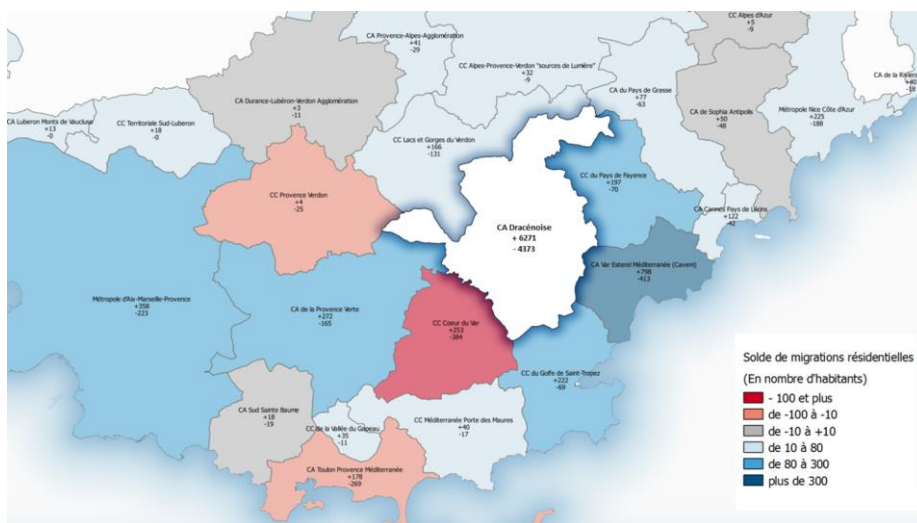 CC Alpes d'Azur
+5
-9
CA Provence-Alpes-Agglomération
+41
-29
CC Alpes-Provence-Verdon "sources de Lumière"
+32
-9
CA de la Riviera
+40
-18
CA du Pays de Grasse
+77
-63
CA Durance-Lubéron-Verdon Agglomération
+3
-11
CA de Sophia Antipolis
+50
-48
Métropole Nice Côte d'Azur
+225
-188
CA Luberon Monts de Vaucluse
+13
-0
CC Territoriale Sud-Luberon
+18
-0
CC Lacs et Gorges du Verdon
+166
-131
CC du Pays de Fayence
+197
-70
CC Provence Verdon
+4
-25
CA Cannes Pays de Lérins
+122
-42
CA Dracénoise
+ 6271
- 4373
CA Var Esterel Méditerranée (Cavem)
+798
-413
Métropole d'Aix-Marseille-Provence
+358
-223
CA de la Provence Verte
+272
-165
CC Coeur du Var
+253
-384
CC du Golfe de Saint-Tropez
+222
-69
CA Sud Sainte Baume
+18
-19
CC de la Vallée du Gapeau
+35
-11
CC Méditerranée Porte des Maures
+40
-17
CA Toulon Provence Méditerranée
+178
-269
Solde de migrations résidentielles
(En nombre d'habitants)
- 100 et plus
de -100 à -10
de -10 à +10
de 10 à 80
de 80 à 300
plus de 300